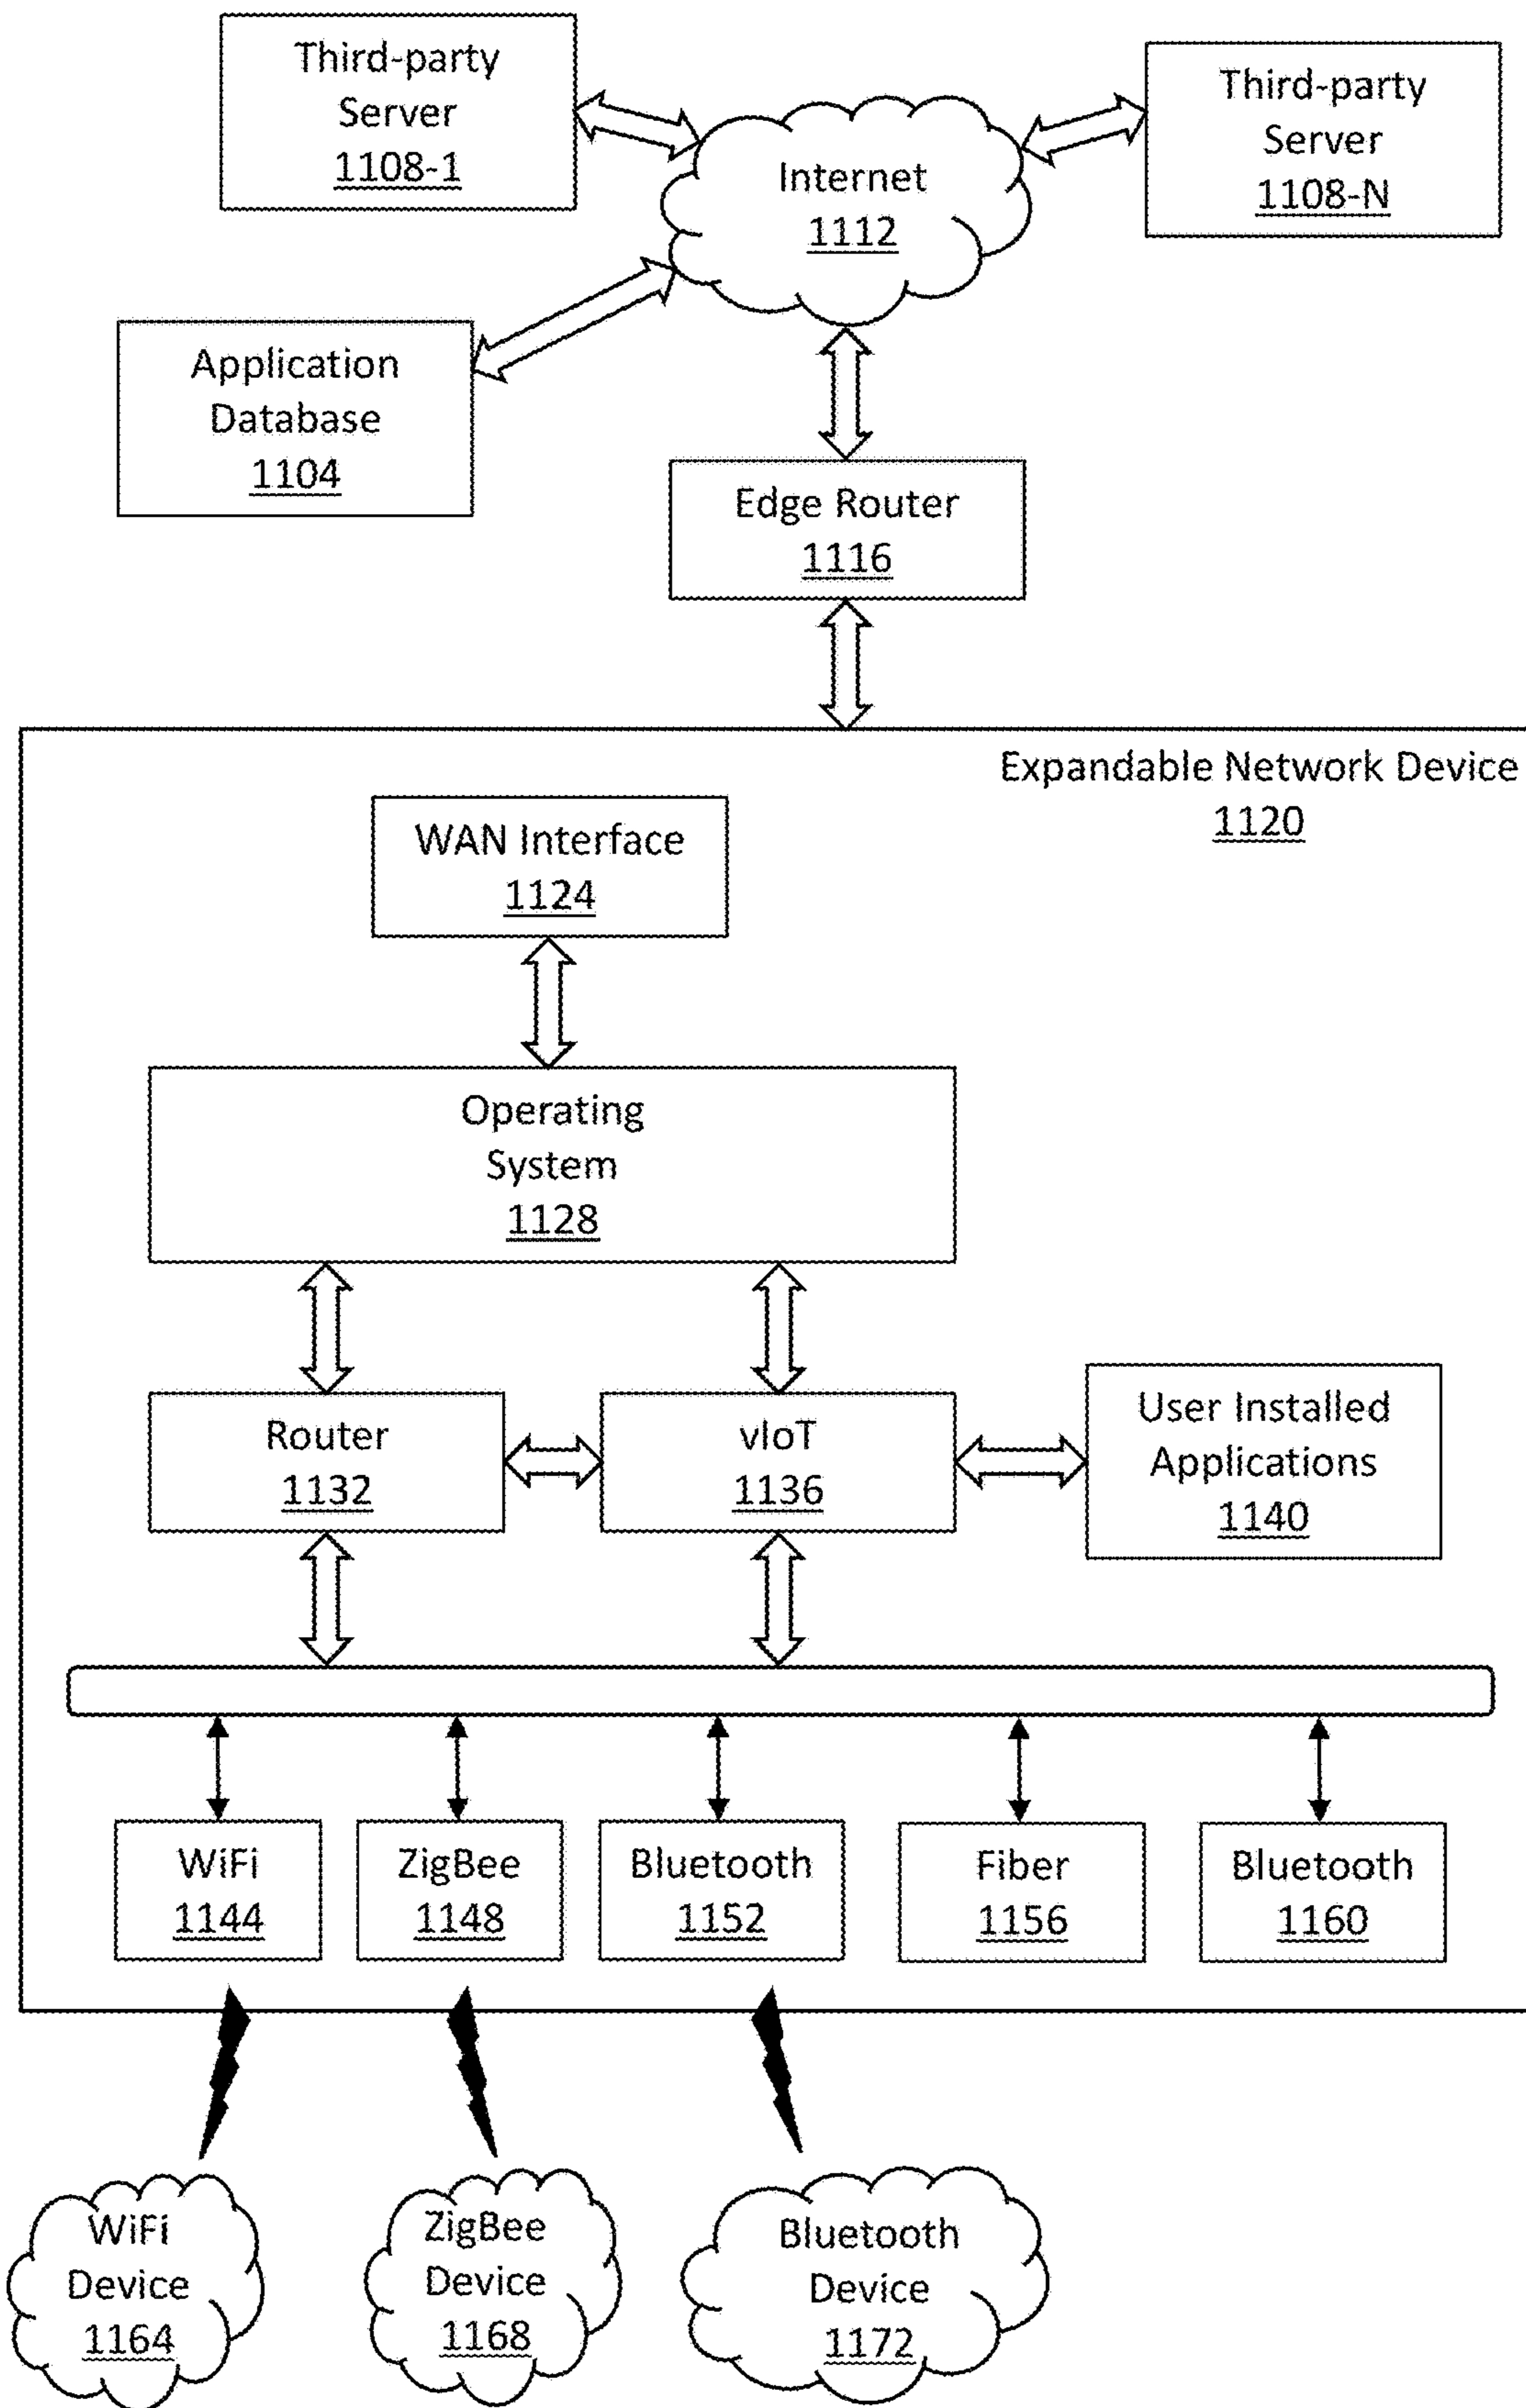 Third-party
Server
1108-1
Third-party
Server
1108-N
Internet
1112
Application
Database
1104
Edge Router
1116
Expandable Network Device
1120
WAN Interface
1124
Operating
System
1128
Router
1132
vIoT
1136
User Installed
Applications
1140
WiFi
1144
ZigBee
1148
Bluetooth
1152
Fiber
1156
Bluetooth
1160
WiFi
Device
1164
ZigBee
Device
1168
Bluetooth
Device
1172